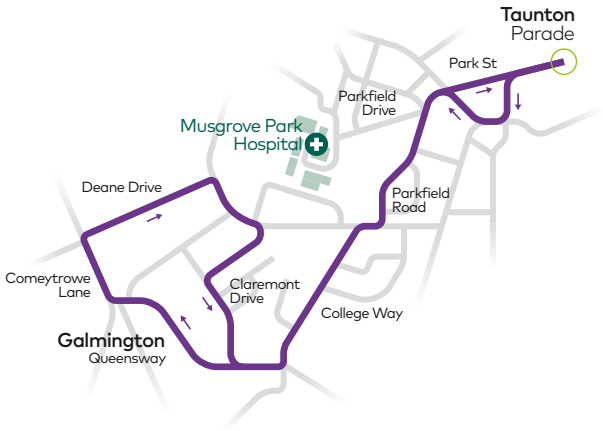 Taunton
Parade
Park St
Parkfield
Drive
Musgrove Park
Hospital
Deane Drive
Parkfield
Road
Comeytrowe
Lane
Claremont
Drive
College Way
Galmington
Queensway